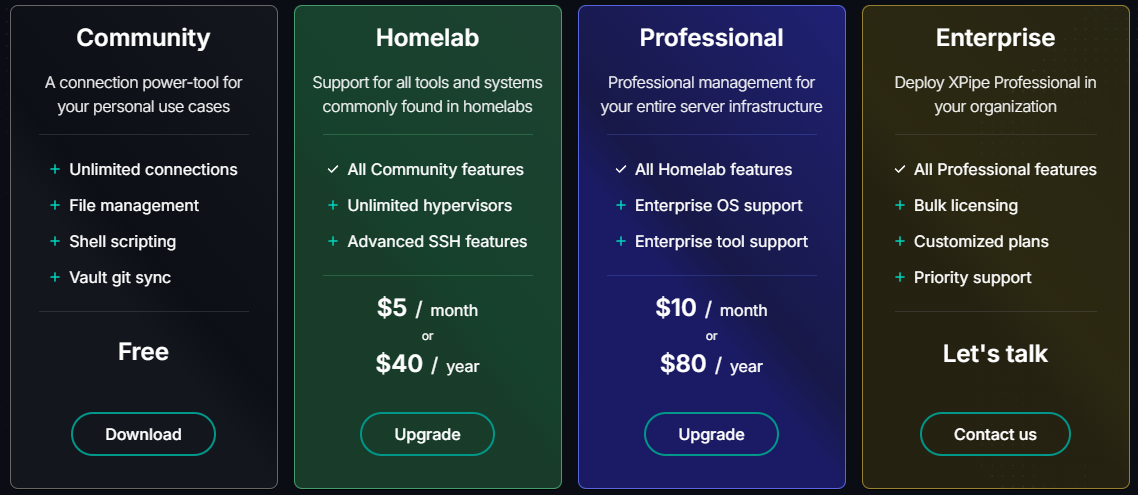 Community
A connection power-tool for
your personal use cases
+ Unlimited connections
+ File management
+ Shell scripting
+ Vault git sync
Free
Download
Homelab
Support for all tools and systems
commonly found in homelabs
✓ All Community features
+ Unlimited hypervisors
+ Advanced SSH features
$5 / month
or
$40 / year
Upgrade
Professional
Professional management for
your entire server infrastructure
✓ All Homelab features
+ Enterprise OS support
+ Enterprise tool support
$10 / month
or
$80 / year
Upgrade
Enterprise
Deploy XPipe Professional in
your organization
✓ All Professional features
+ Bulk licensing
+ Customized plans
+ Priority support
Let's talk
Contact us